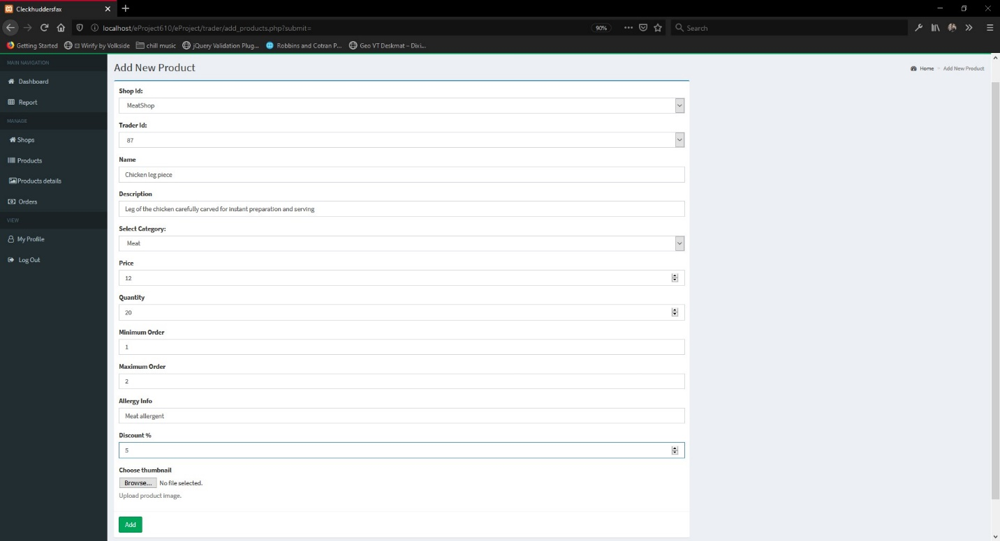 Cleckhuddersfax
localhost/eProject610/eProject/trader/add_products.php?submit=
90%
Search
Getting Started
Wirify by Volkside
chill music
jQuery Validation Plug...
Robbins and Cotran P...
Geo VT Deskmat – Dixi...
MAIN NAVIGATION
Dashboard
Report
MANAGE
Shops
Products
Products details
Orders
VIEW
My Profile
Log Out
Add New Product
Home > Add New Product
Shop Id:
MeatShop
Trader Id:
87
Name
Chicken leg piece
Description
Leg of the chicken carefully carved for instant preparation and serving
Select Category:
Meat
Price
12
Quantity
20
Minimum Order
1
Maximum Order
2
Allergy Info
Meat allergent
Discount %
5
Choose thumbnail
Browse... No file selected.
Upload product image.
Add